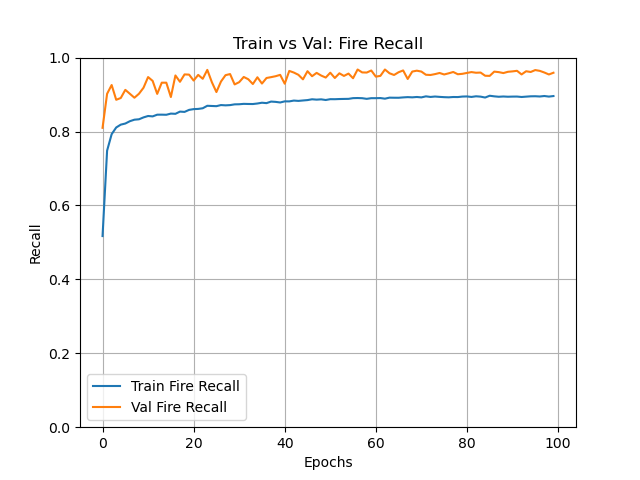 Train vs Val: Fire Recall
1.0
0.8
0.6
0.4
0.2
0.0
Recall
Train Fire Recall
Val Fire Recall
0 20 40 60 80 100
Epochs